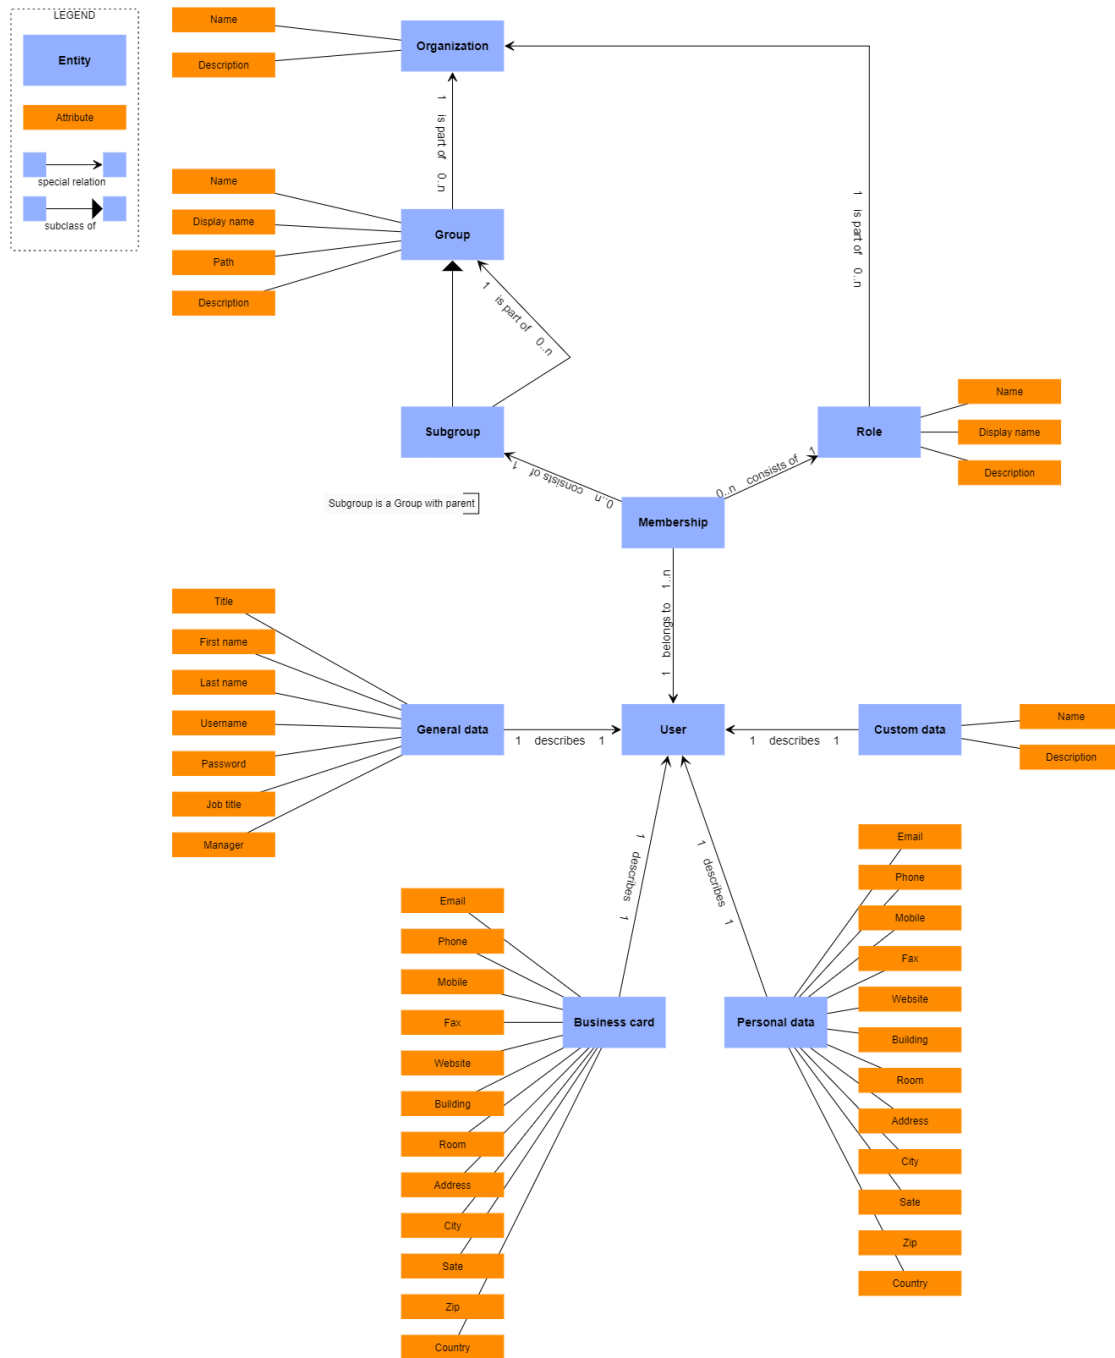 LEGEND
Entity
Attribute
special relation
subclass of
Name
Description
Organization
1 is part of 0..n
1 is part of 0..n
Name
Display name
Path
Description
Group
1 is part of 0..n
Subgroup
Role
Name
Display name
Description
0..n consists of 1
0..n consists of 1
Subgroup is a Group with parent
Membership
1 belongs to 1..n
Title
First name
Last name
Username
Password
Job title
Manager
General data
1 describes 1
User
1 describes 1
Custom data
Name
Description
1 describes 1
1 describes 1
Email
Phone
Mobile
Fax
Website
Building
Room
Address
City
Sate
Zip
Country
Business card
Personal data
Email
Phone
Mobile
Fax
Website
Building
Room
Address
City
Sate
Zip
Country